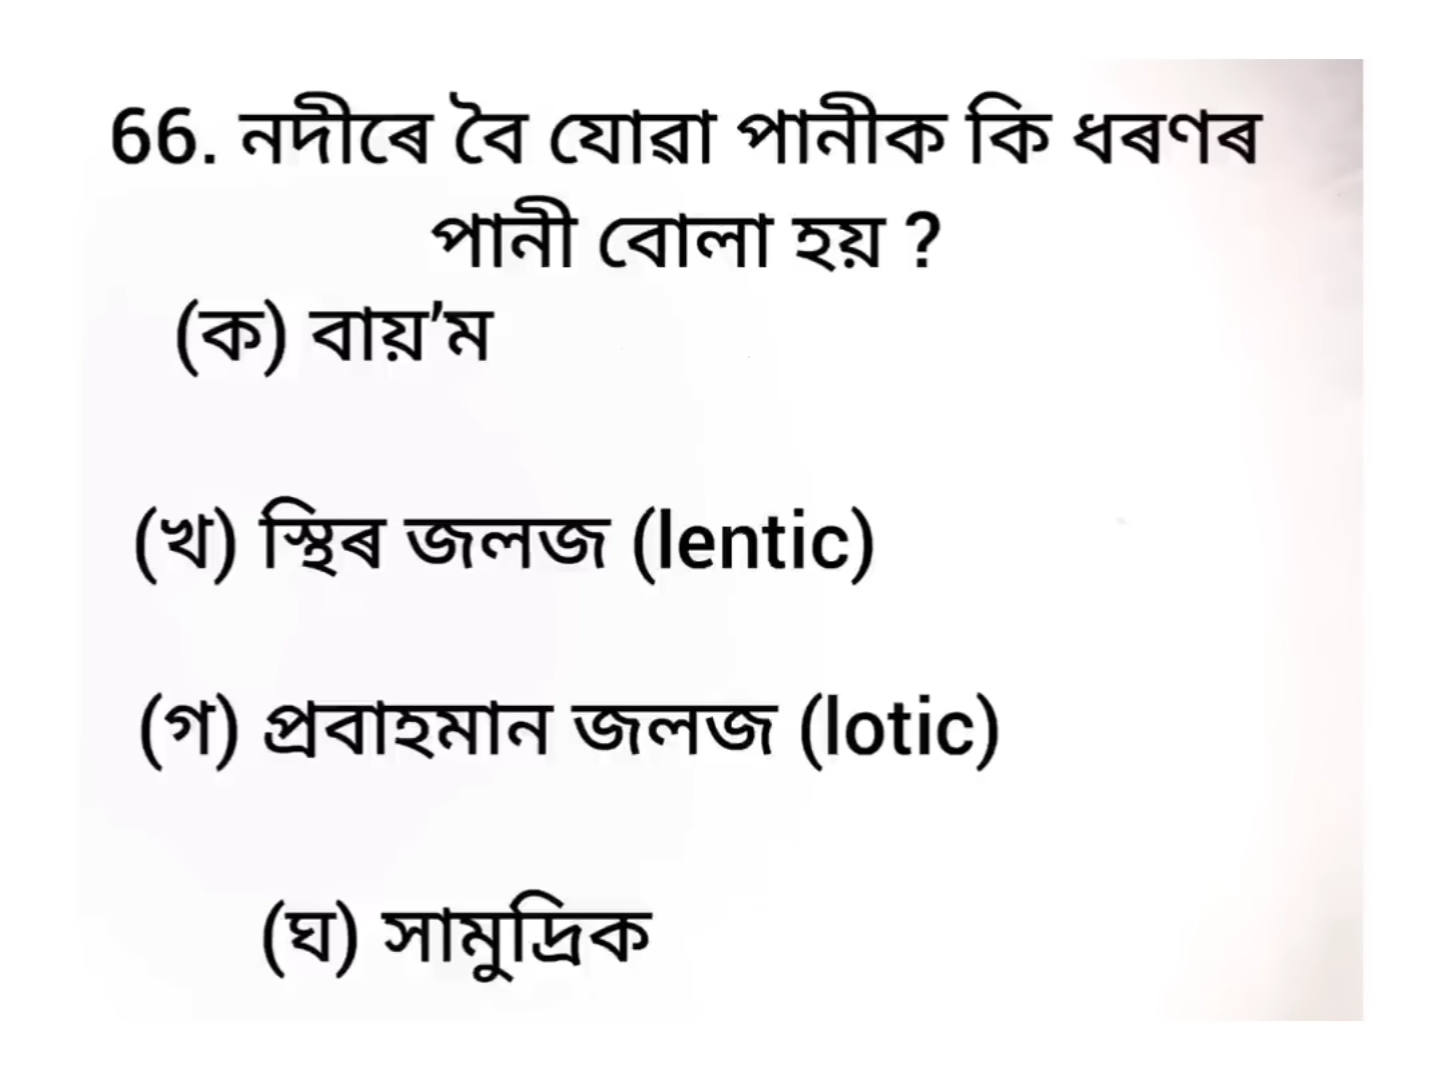 66. নদীৰে বৈ যোৱা পানীক কি ধৰণৰ
পানী বোলা হয় ?
(ক) বায়’ম
(খ) স্থিৰ জলজ (lentic)
(গ) প্ৰবাহমান জলজ (lotic)
(ঘ) সামুদ্ৰিক